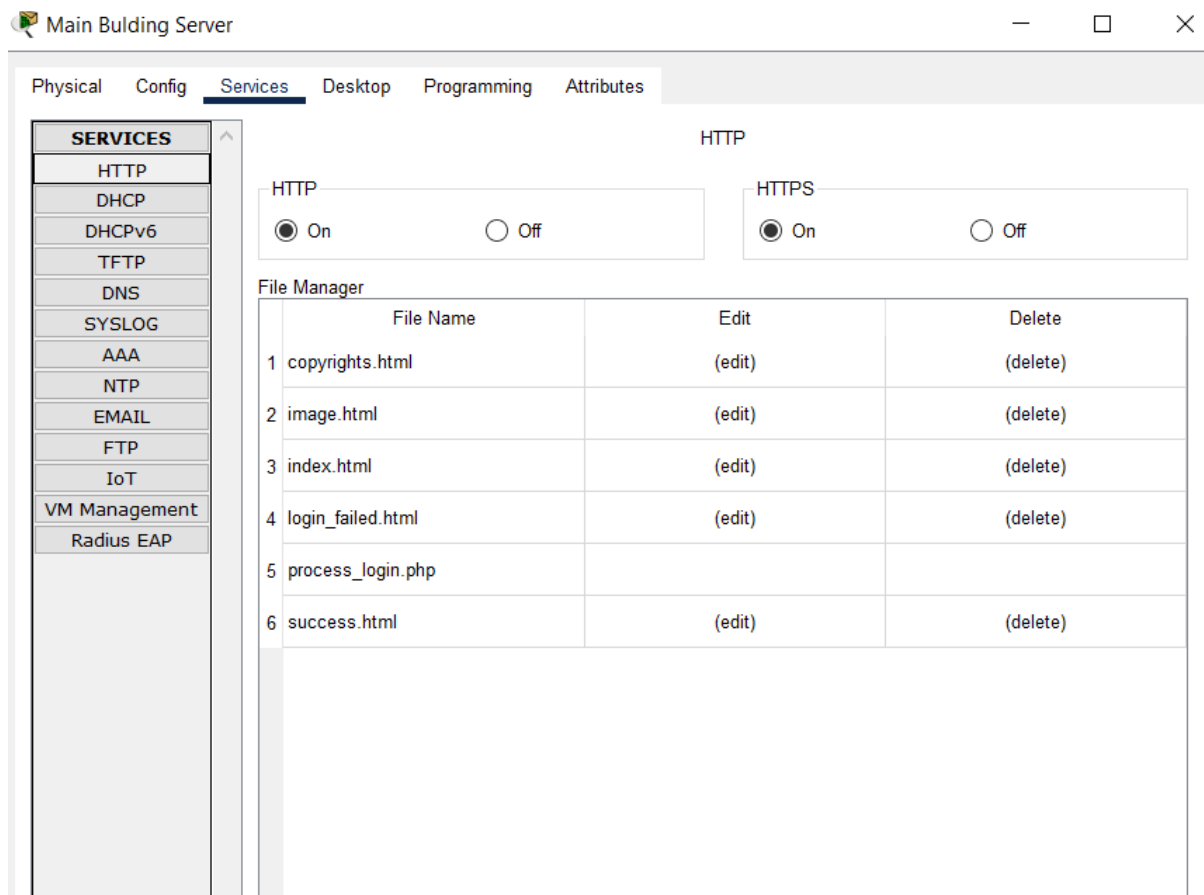 Main Bulding Server
Physical Config Services Desktop Programming Attributes
SERVICES
HTTP
DHCP
DHCPv6
TFTP
DNS
SYSLOG
AAA
NTP
EMAIL
FTP
IoT
VM Management
Radius EAP
HTTP
HTTP
On Off
HTTPS
On Off
File Manager
File Name Edit Delete
1 copyrights.html (edit) (delete)
2 image.html (edit) (delete)
3 index.html (edit) (delete)
4 login_failed.html (edit) (delete)
5 process_login.php
6 success.html (edit) (delete)